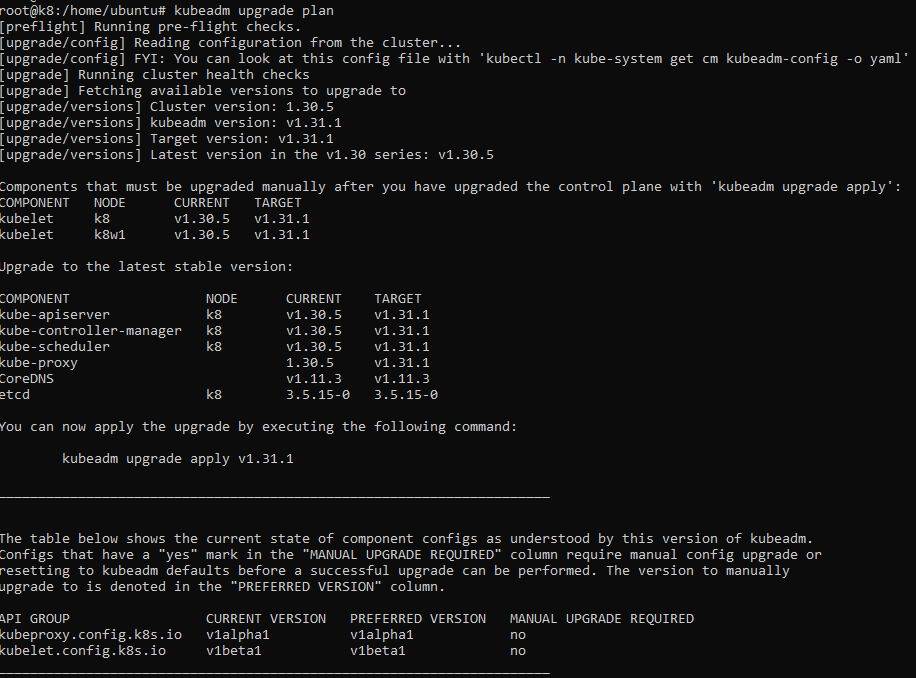 root@k8:/home/ubuntu# kubeadm upgrade plan
[preflight] Running pre-flight checks.
[upgrade/config] Reading configuration from the cluster...
[upgrade/config] FYI: You can look at this config file with 'kubectl -n kube-system get cm kubeadm-config -o yaml'
[upgrade] Running cluster health checks
[upgrade] Fetching available versions to upgrade to
[upgrade/versions] Cluster version: 1.30.5
[upgrade/versions] kubeadm version: v1.31.1
[upgrade/versions] Target version: v1.31.1
[upgrade/versions] Latest version in the v1.30 series: v1.30.5

Components that must be upgraded manually after you have upgraded the control plane with 'kubeadm upgrade apply':
COMPONENT   NODE      CURRENT   TARGET
kubelet     k8        v1.30.5   v1.31.1
kubelet     k8w1      v1.30.5   v1.31.1

Upgrade to the latest stable version:

COMPONENT                 NODE      CURRENT    TARGET
kube-apiserver            k8        v1.30.5    v1.31.1
kube-controller-manager   k8        v1.30.5    v1.31.1
kube-scheduler            k8        v1.30.5    v1.31.1
kube-proxy                          1.30.5     v1.31.1
CoreDNS                             v1.11.3    v1.11.3
etcd                      k8        3.5.15-0   3.5.15-0

You can now apply the upgrade by executing the following command:

        kubeadm upgrade apply v1.31.1

_____________________________________________________________________

The table below shows the current state of component configs as understood by this version of kubeadm.
Configs that have a "yes" mark in the "MANUAL UPGRADE REQUIRED" column require manual config upgrade or
resetting to kubeadm defaults before a successful upgrade can be performed. The version to manually
upgrade to is denoted in the "PREFERRED VERSION" column.

API GROUP                 CURRENT VERSION   PREFERRED VERSION   MANUAL UPGRADE REQUIRED
kubeproxy.config.k8s.io   v1alpha1          v1alpha1            no
kubelet.config.k8s.io     v1beta1           v1beta1             no
_____________________________________________________________________